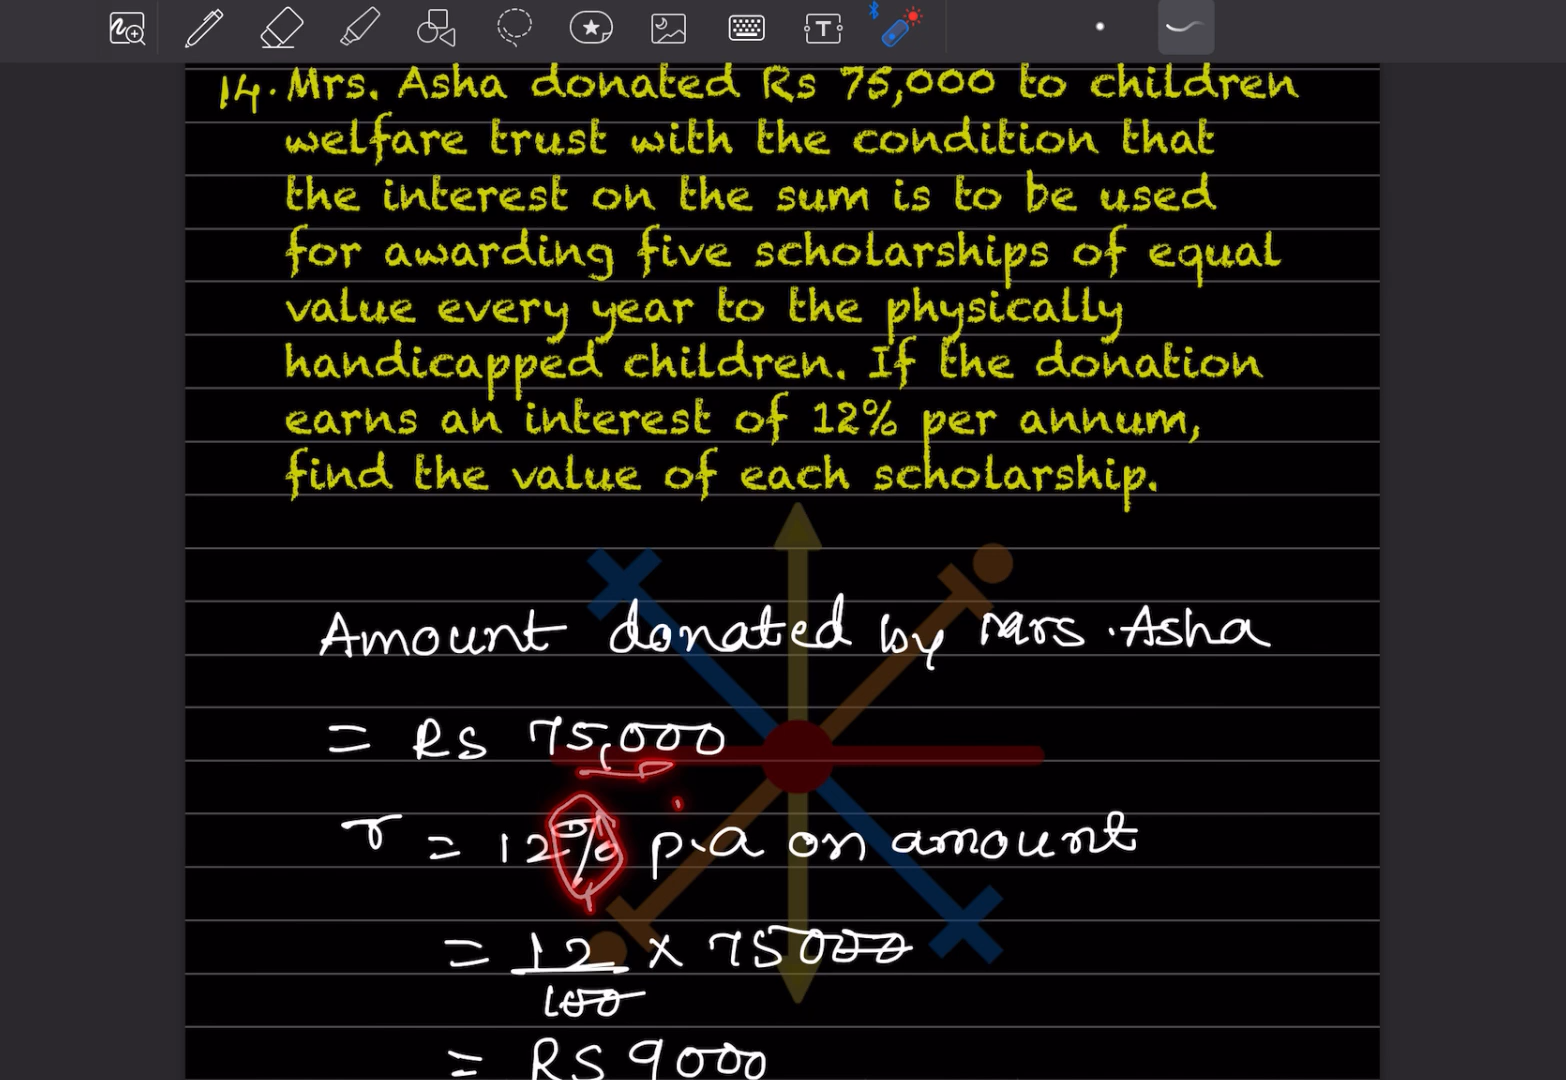 14. Mrs. Asha donated Rs 75,000 to children
welfare trust with the condition that
the interest on the sum is to be used
for awarding five scholarships of equal
value every year to the physically
handicapped children. If the donation
earns an interest of 12% per annum,
find the value of each scholarship.
Amount donated by Mrs. Asha
= Rs 75,000
r = 12% p.a on amount
= 12/100 x 75000
= RS 9000